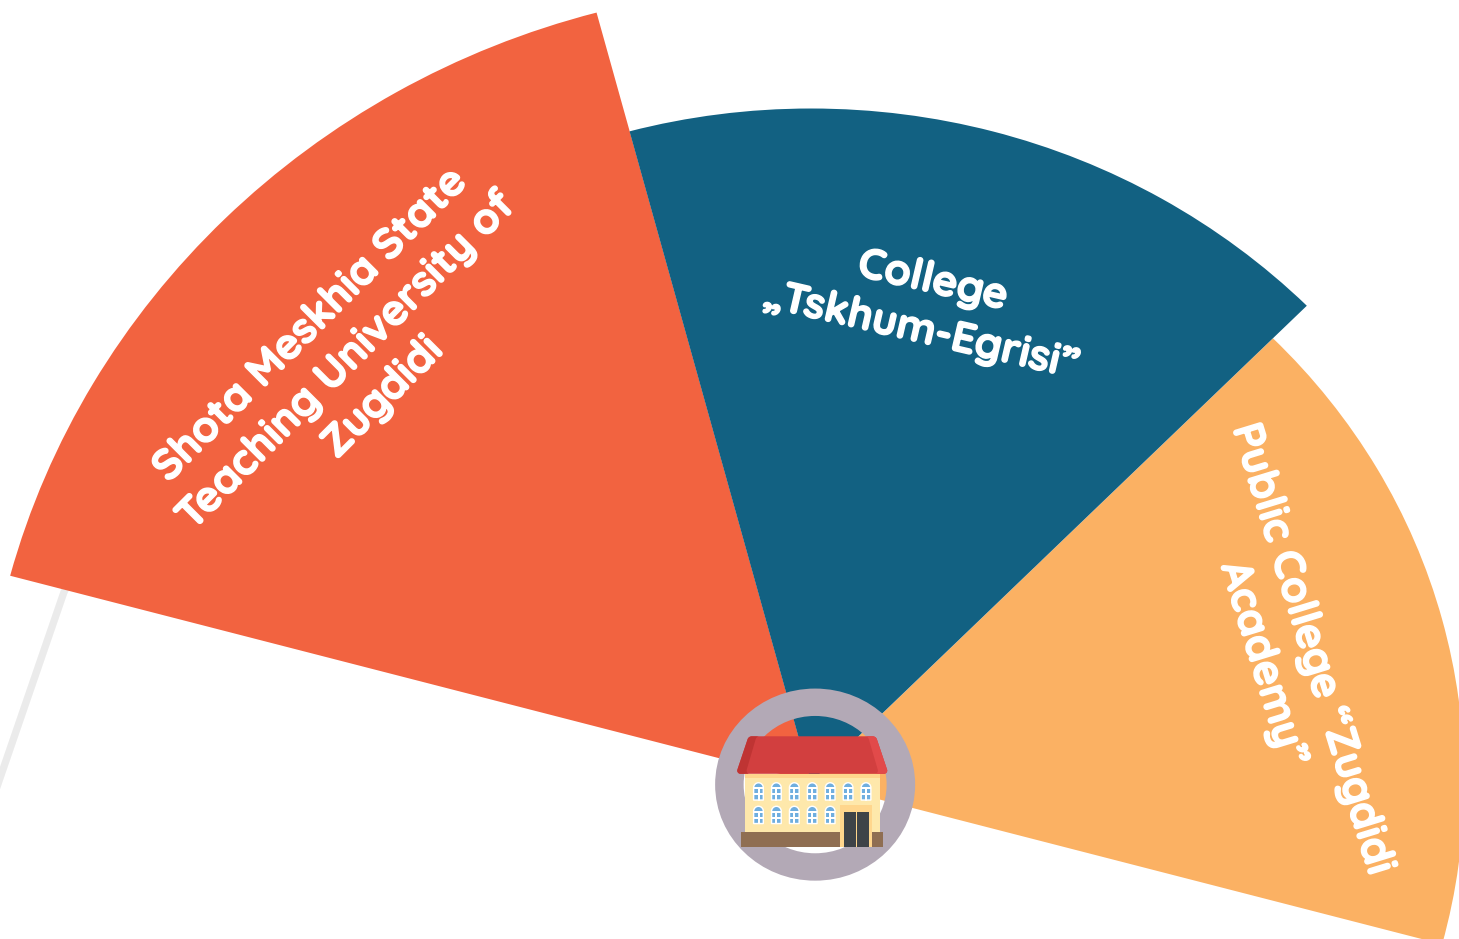 Shota Meskhia State
Teaching University of
Zugdidi
College
„Tskhum-Egrisi”
Public College “Zugdidi
Academy”